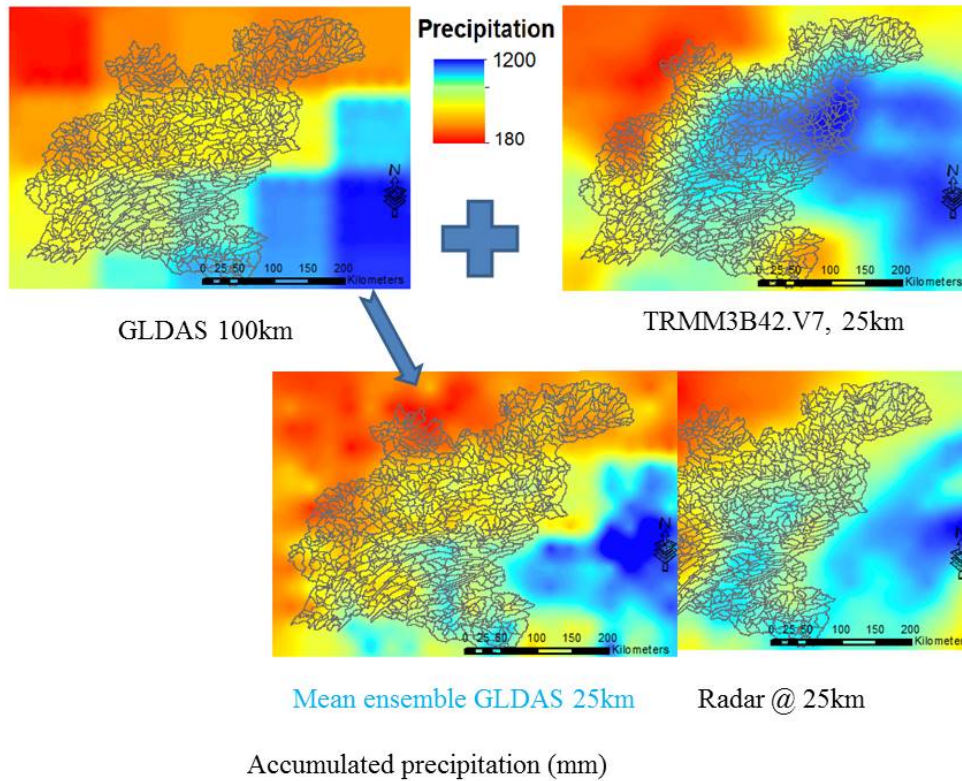 Precipitation
1200
180
N
0 25 50 100 150 200
Kilometers
N
0 25 50 100 150 200
Kilometers
GLDAS 100km
TRMM3B42.V7, 25km
N
0 25 50 100 150 200
Kilometers
N
0 25 50 100 150 200
Kilometers
Mean ensemble GLDAS 25km
Radar @ 25km
Accumulated precipitation (mm)